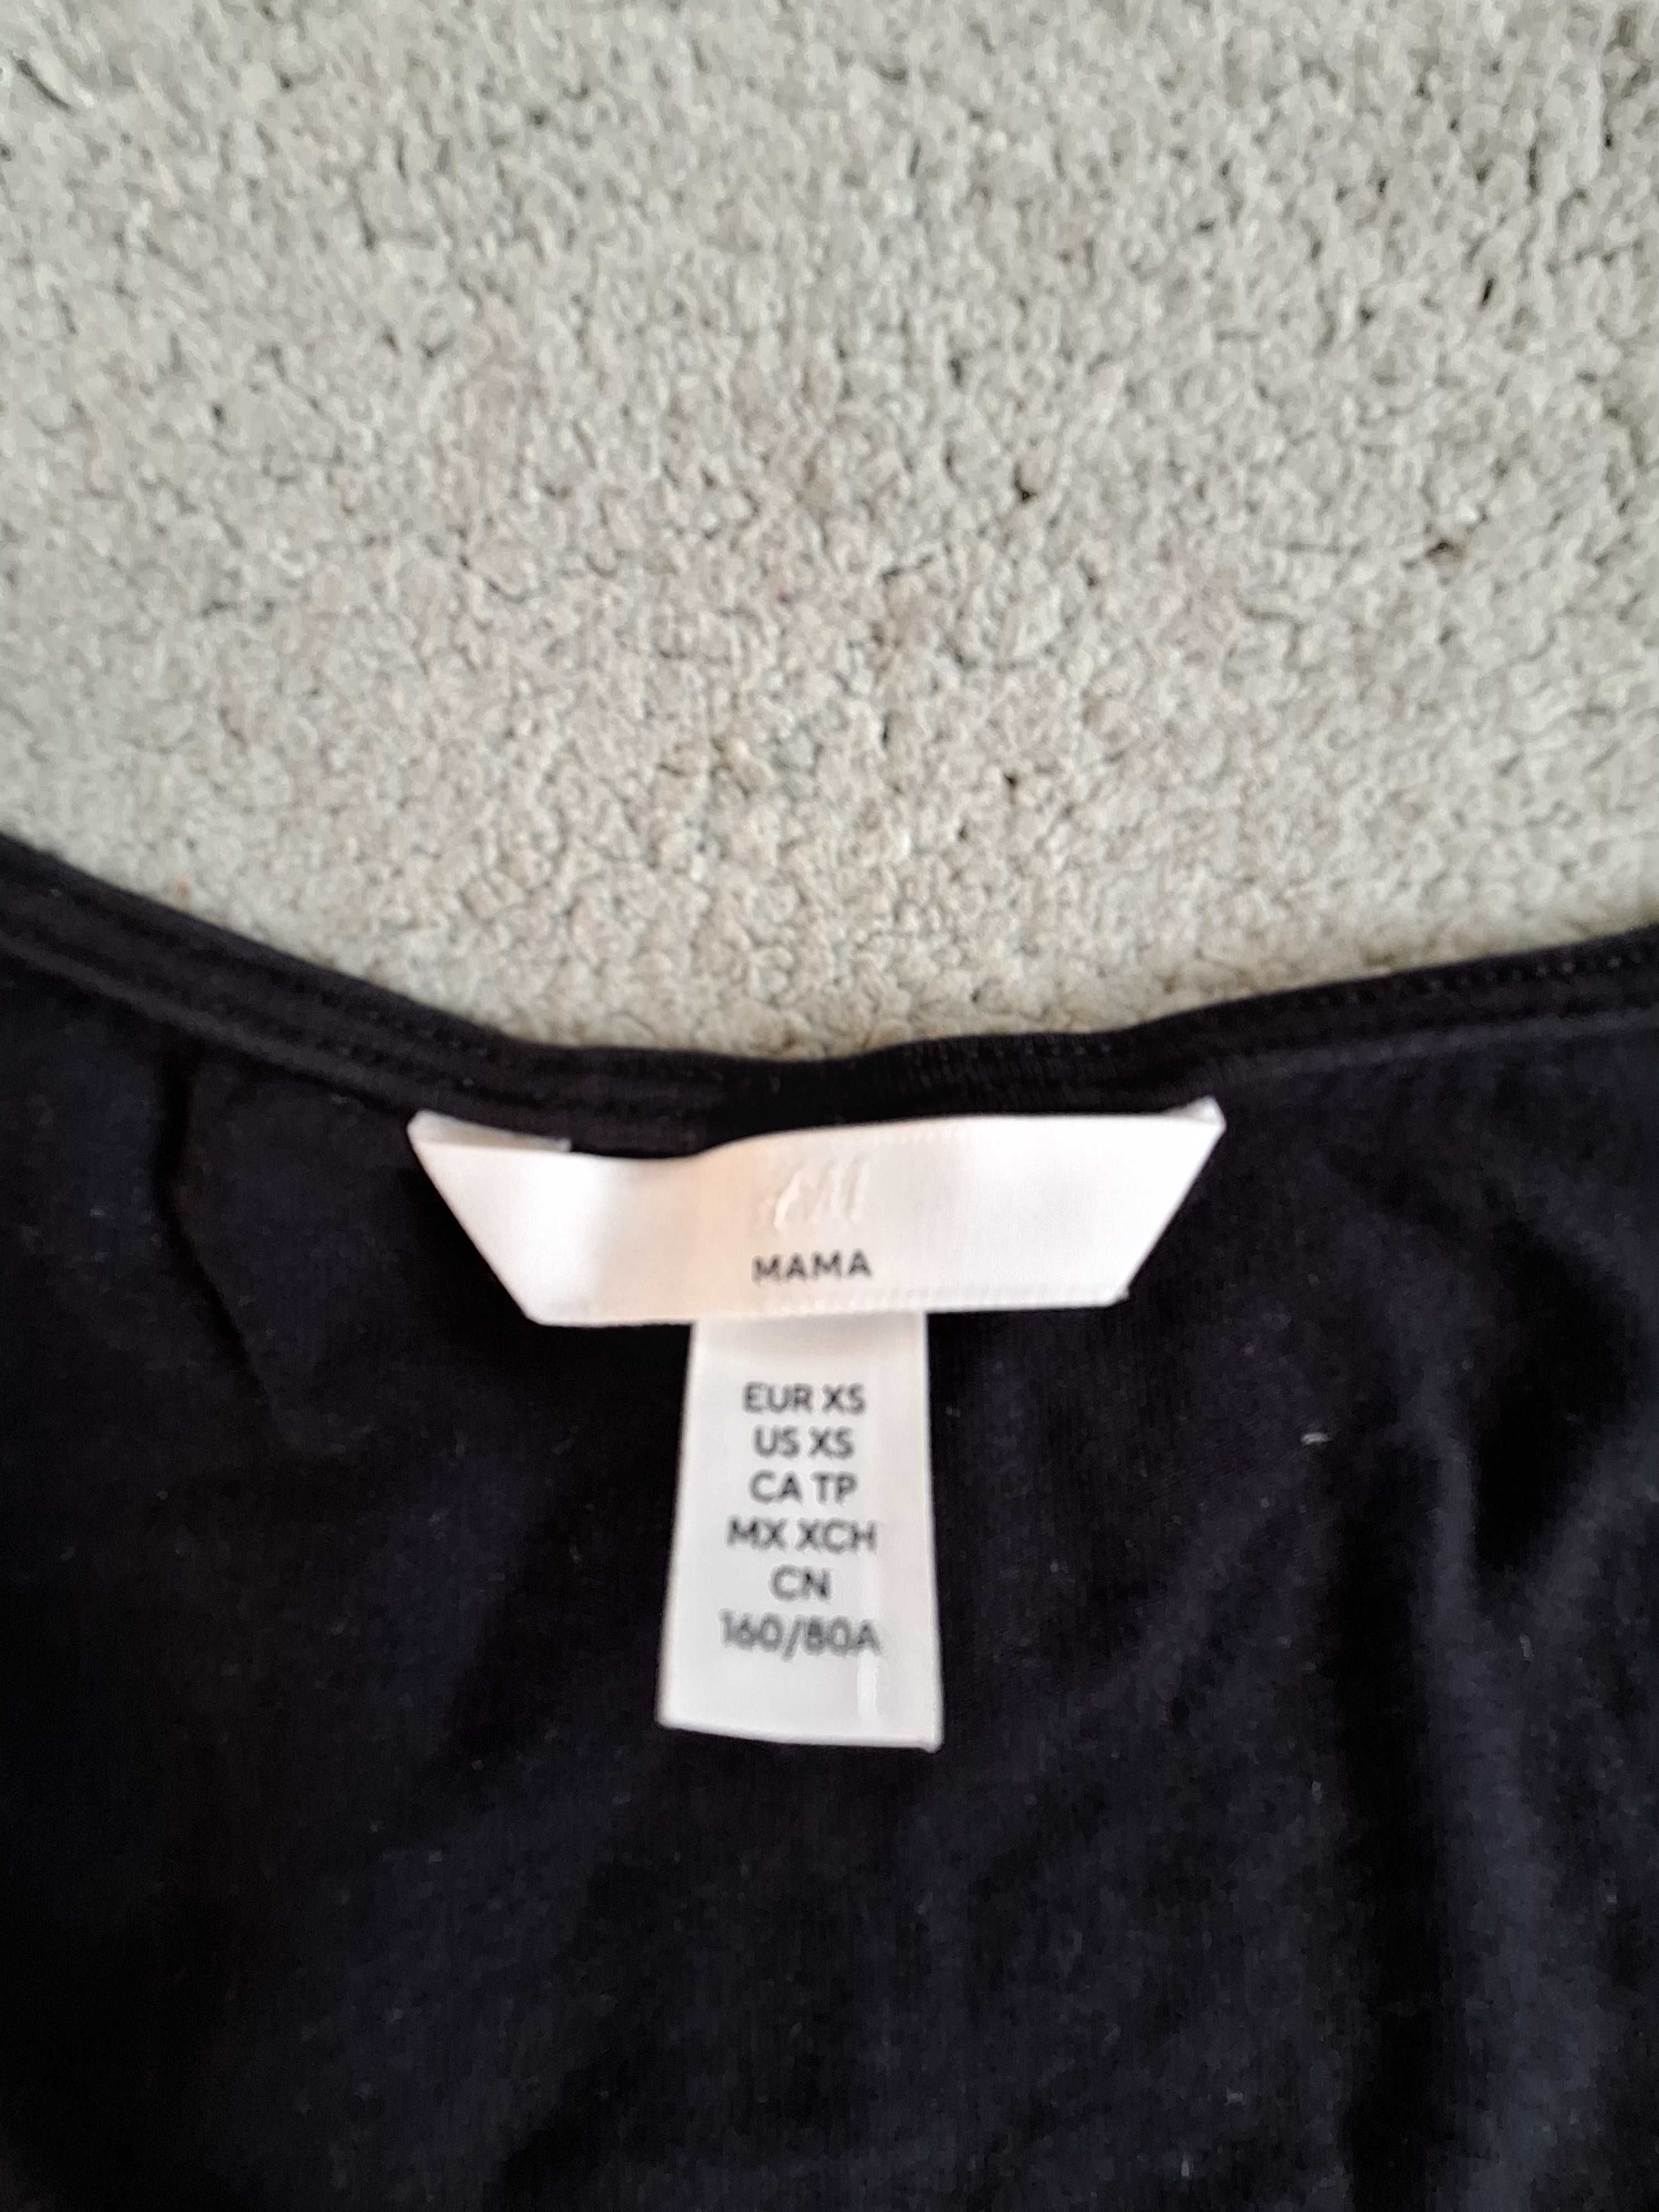 H&M
MAMA
EUR XS
US XS
CA TP
MX XCH
CN
160/80A